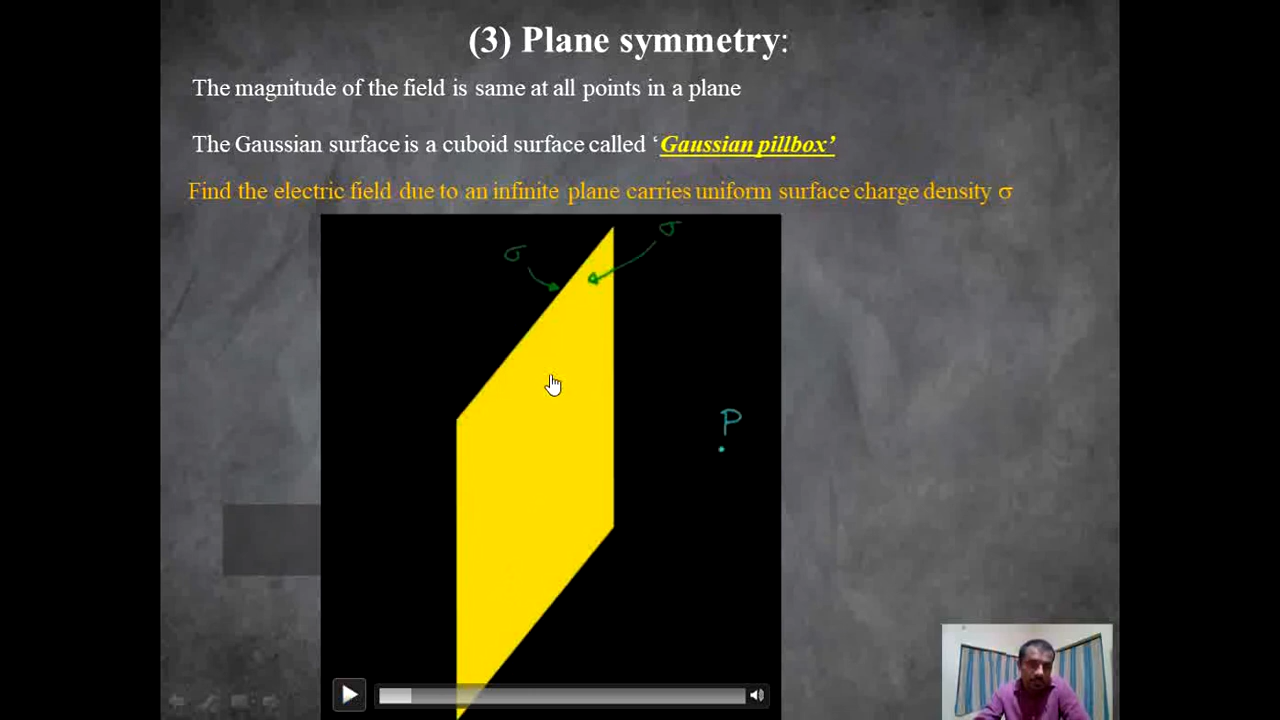 (3) Plane symmetry:
The magnitude of the field is same at all points in a plane
The Gaussian surface is a cuboid surface called ‘Gaussian pillbox’
Find the electric field due to an infinite plane carries uniform surface charge density σ
σ
σ
P